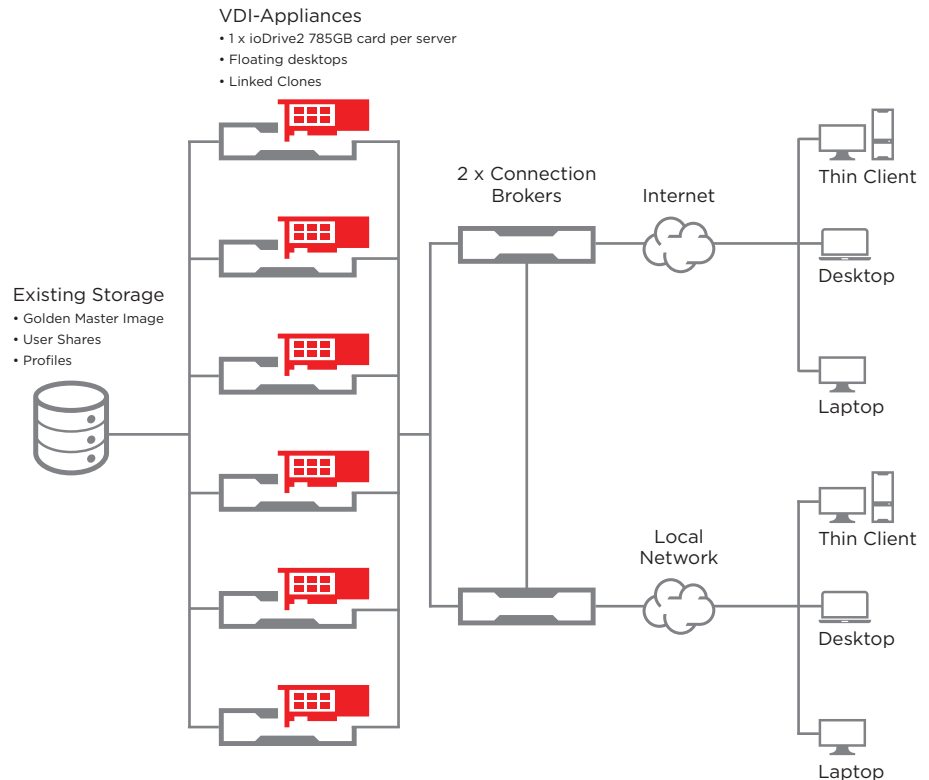 VDI-Appliances
• 1 x ioDrive2 785GB card per server
• Floating desktops
• Linked Clones
Existing Storage
• Golden Master Image
• User Shares
• Profiles
2 x Connection
Brokers
Internet
Thin Client
Desktop
Laptop
Local
Network
Thin Client
Desktop
Laptop